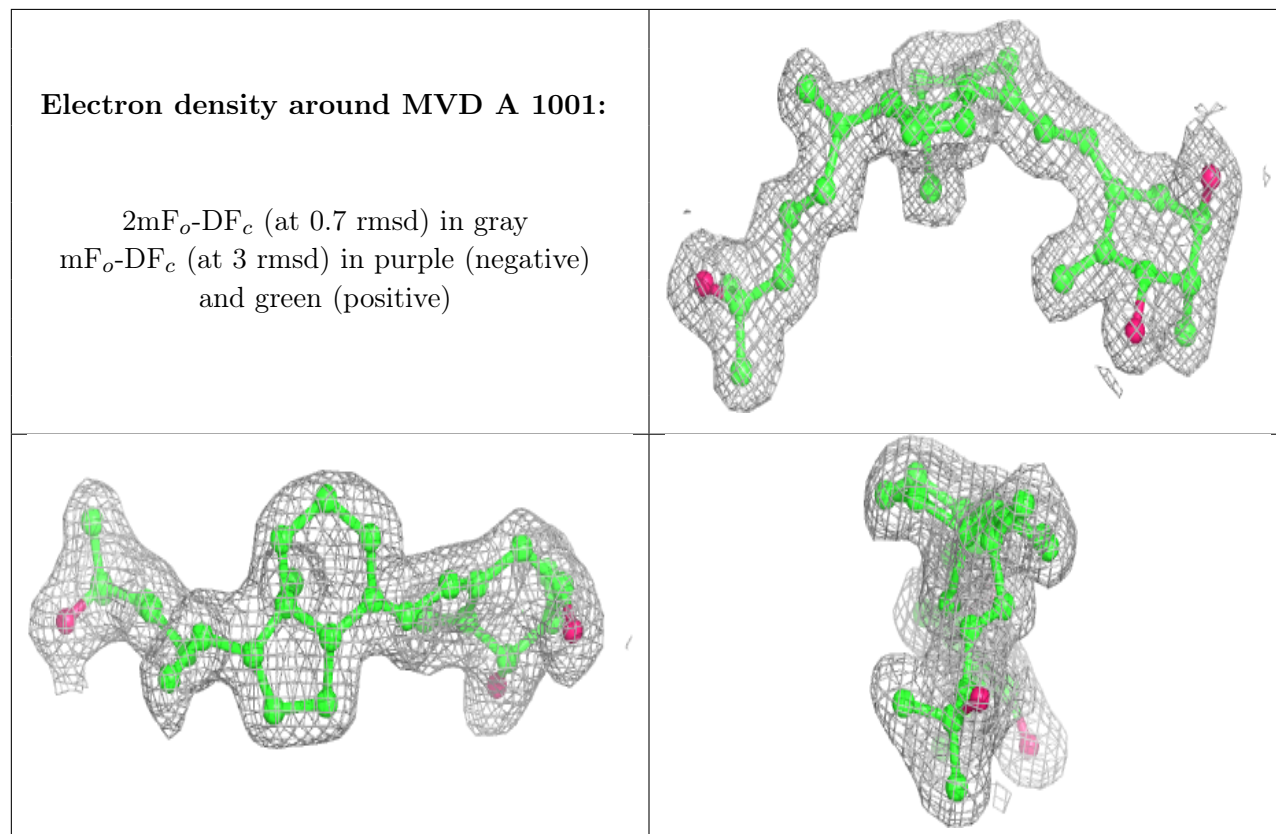 Electron density around MVD A 1001:
2mFo-DFc (at 0.7 rmsd) in gray
mFo-DFc (at 3 rmsd) in purple (negative)
and green (positive)